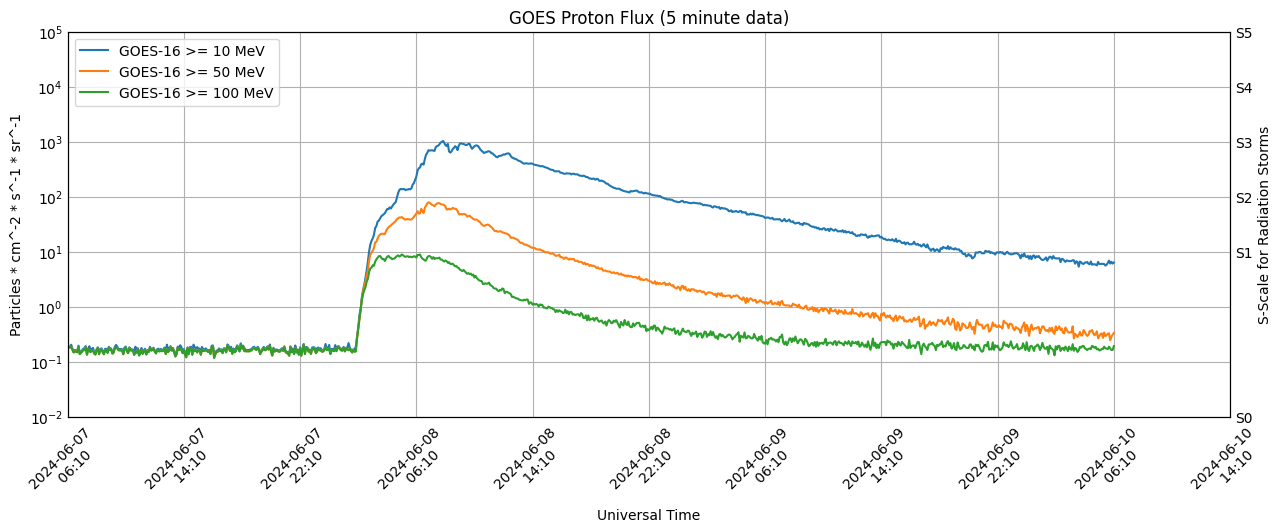 GOES Proton Flux (5 minute data)
GOES-16 >= 10 MeV
GOES-16 >= 50 MeV
GOES-16 >= 100 MeV
Particles * cm^-2 * s^-1 * sr^-1
10^5
10^4
10^3
10^2
10^1
10^0
10^-1
10^-2
S5
S4
S3
S2
S1
S0
S-Scale for Radiation Storms
2024-06-07
06:10
2024-06-07
14:10
2024-06-07
22:10
2024-06-08
06:10
2024-06-08
14:10
2024-06-08
22:10
2024-06-09
06:10
2024-06-09
14:10
2024-06-09
22:10
2024-06-10
06:10
2024-06-10
14:10
Universal Time